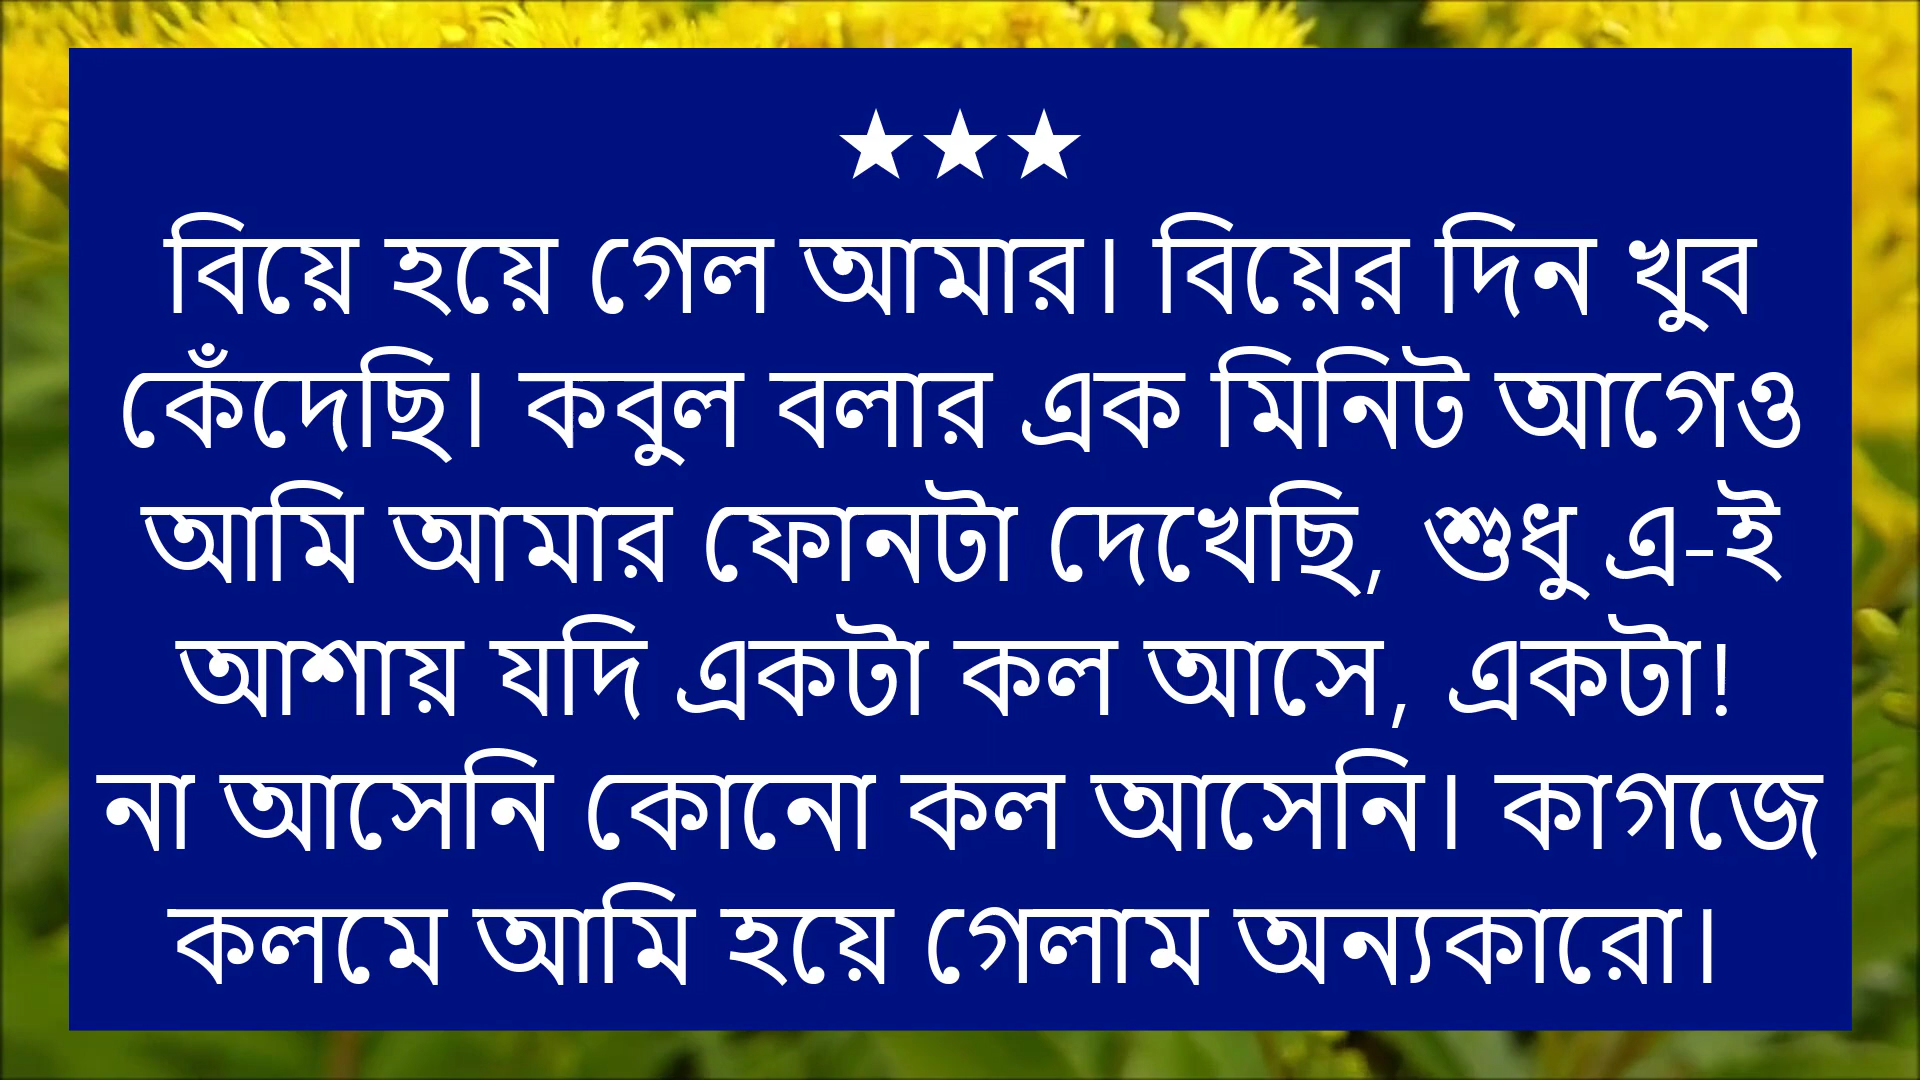 ★★★
বিয়ে হয়ে গেল আমার। বিয়ের দিন খুব
কেঁদেছি। কবুল বলার এক মিনিট আগেও
আমি আমার ফোনটা দেখেছি, শুধু এ-ই
আশায় যদি একটা কল আসে, একটা!
না আসেনি কোনো কল আসেনি। কাগজে
কলমে আমি হয়ে গেলাম অন্যকারো।